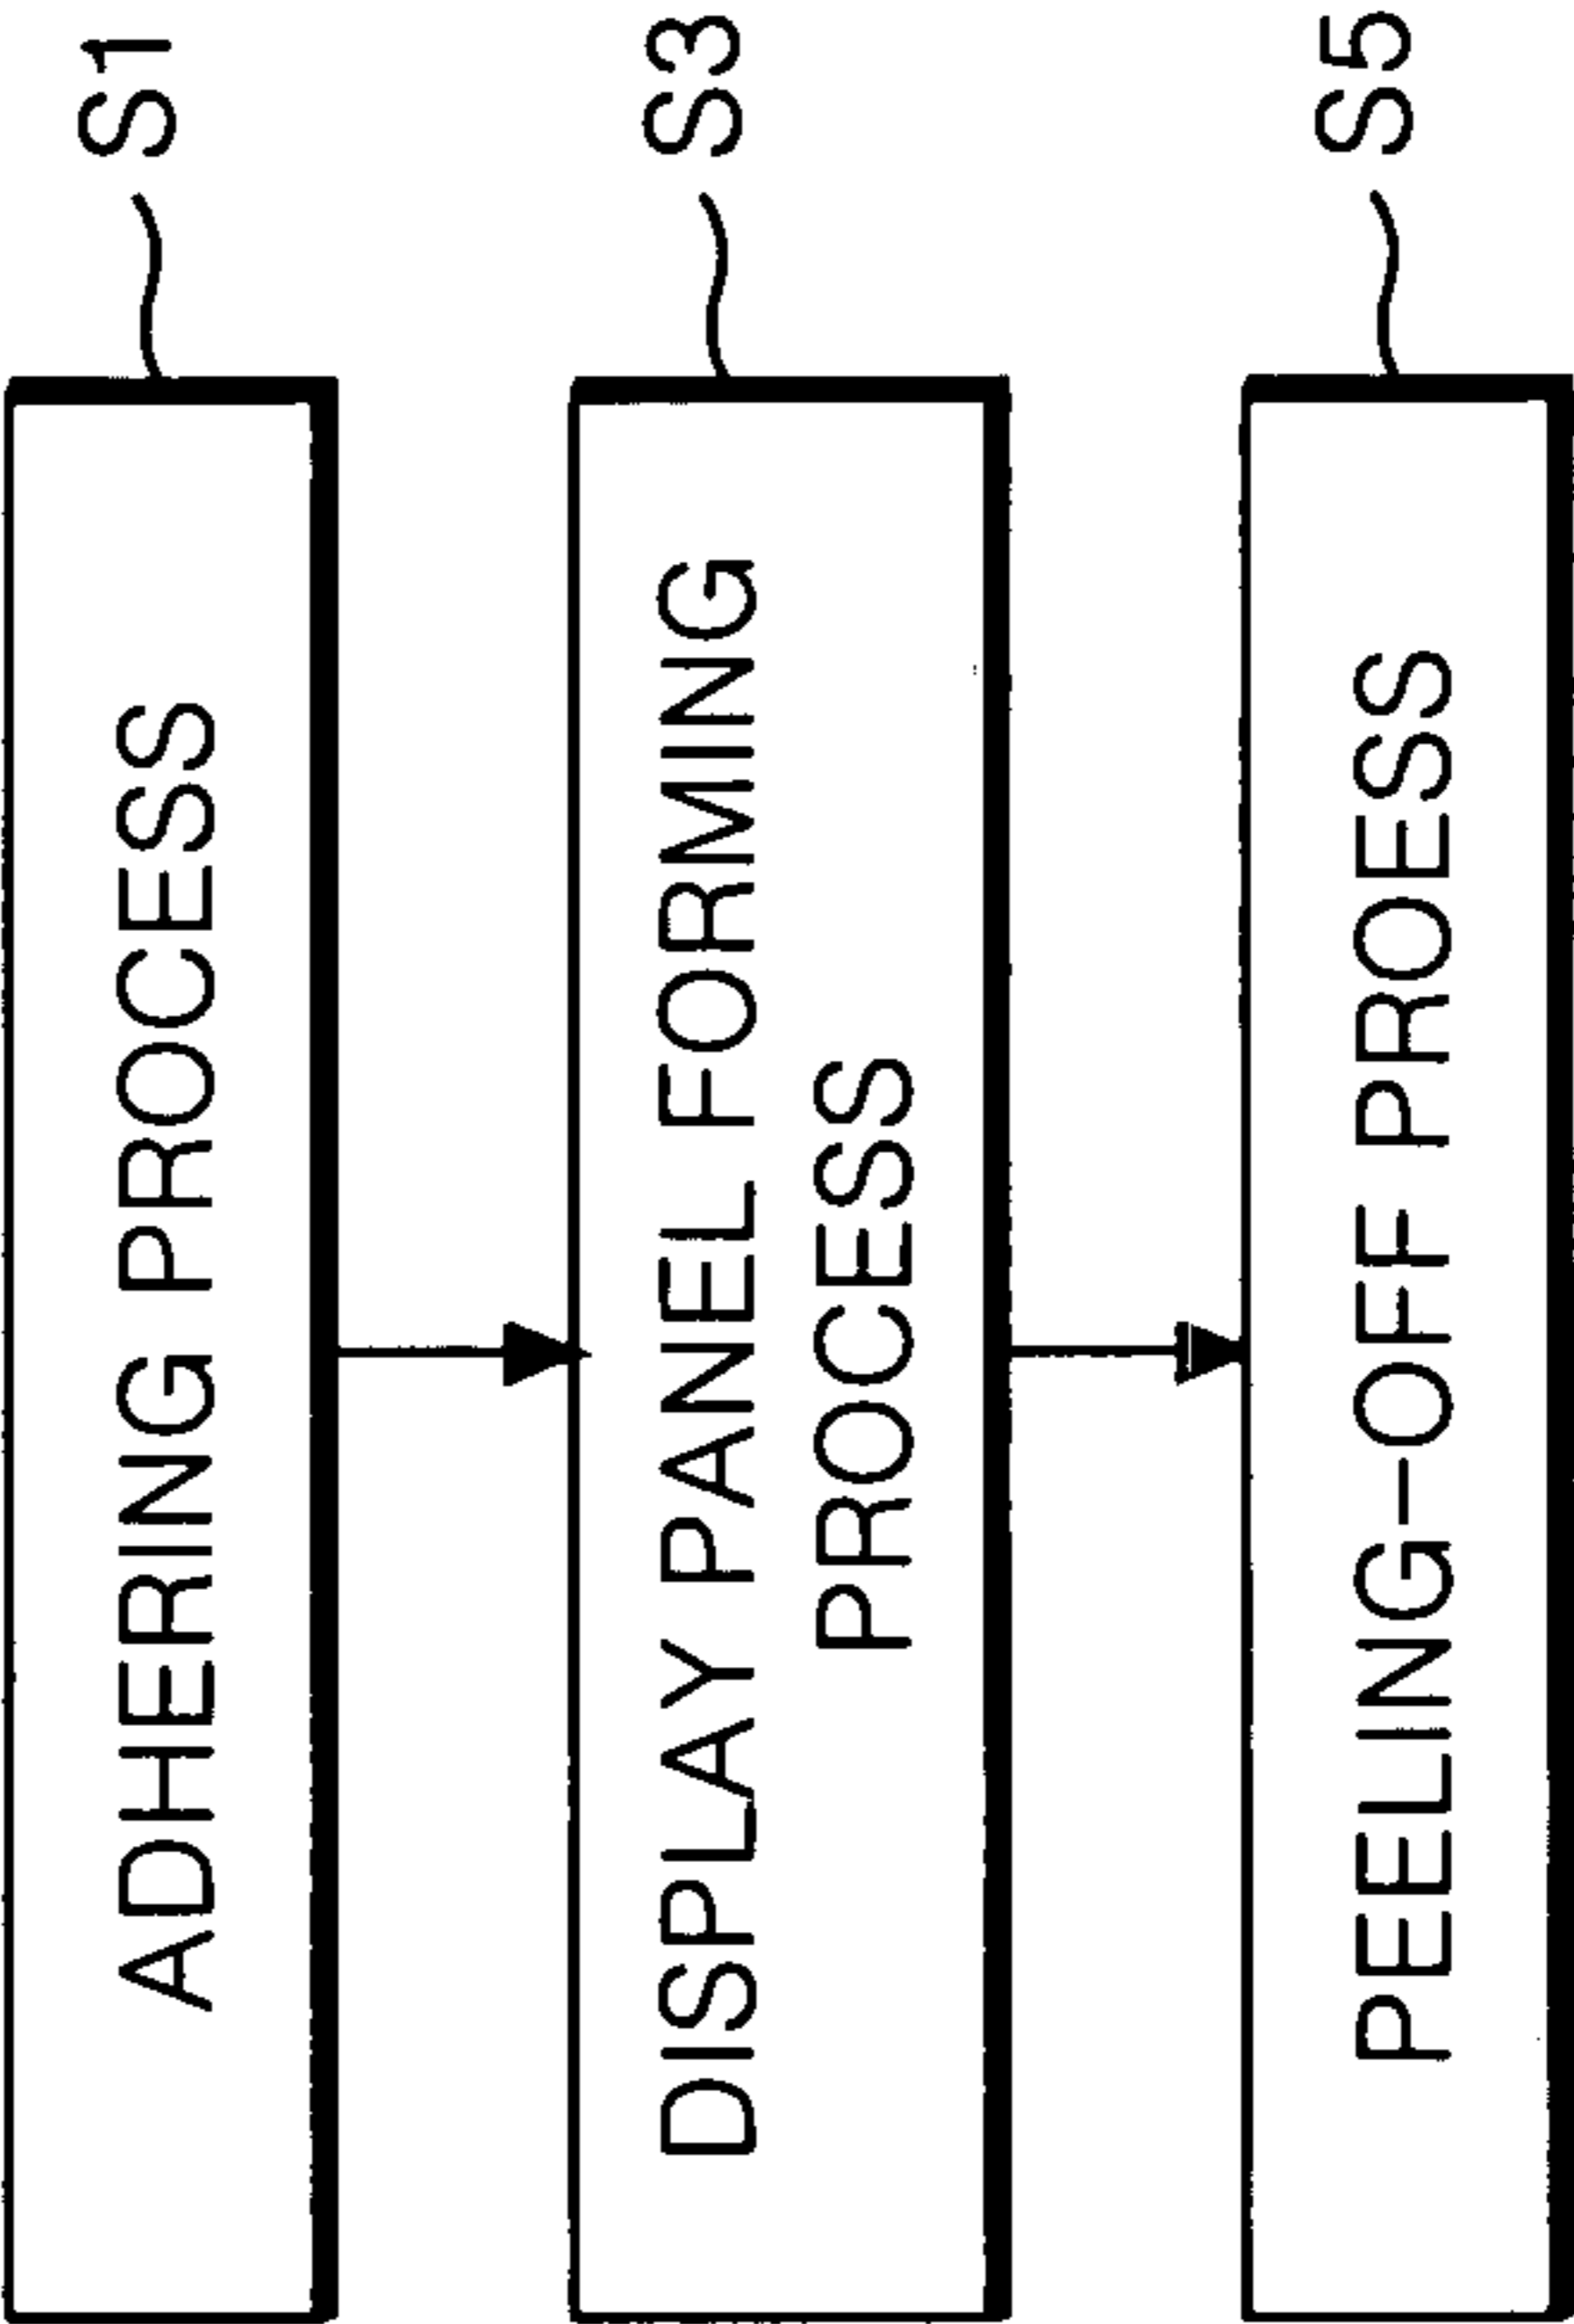 ADHERING PROCESS
S1
DISPLAY PANEL FORMING
PROCESS
S3
PEELING-OFF PROESS
S5